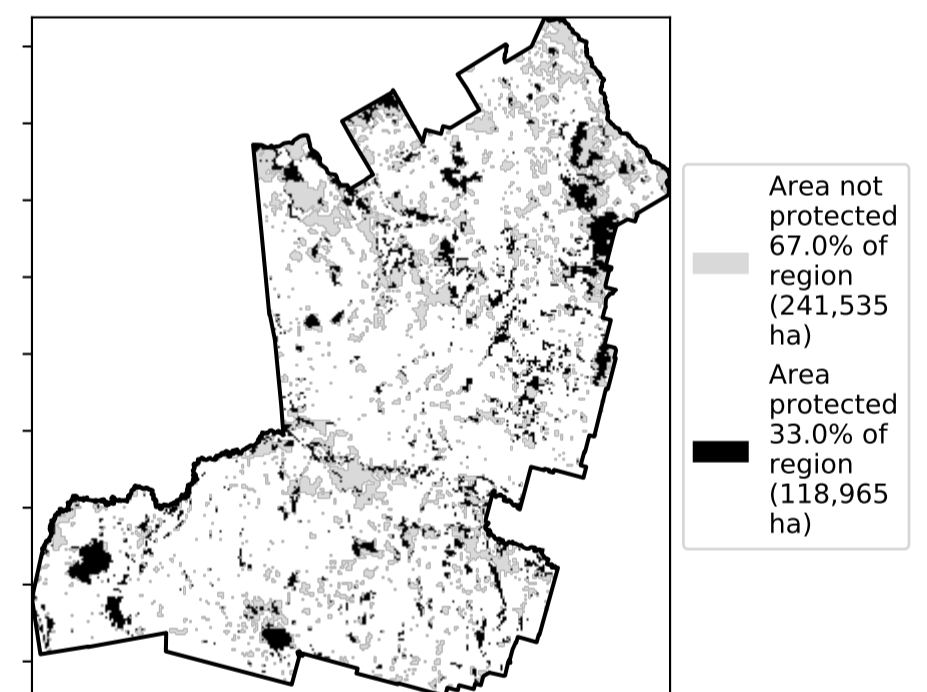 Area not
protected
67.0% of
region
(241,535
ha)
Area
protected
33.0% of
region
(118,965
ha)